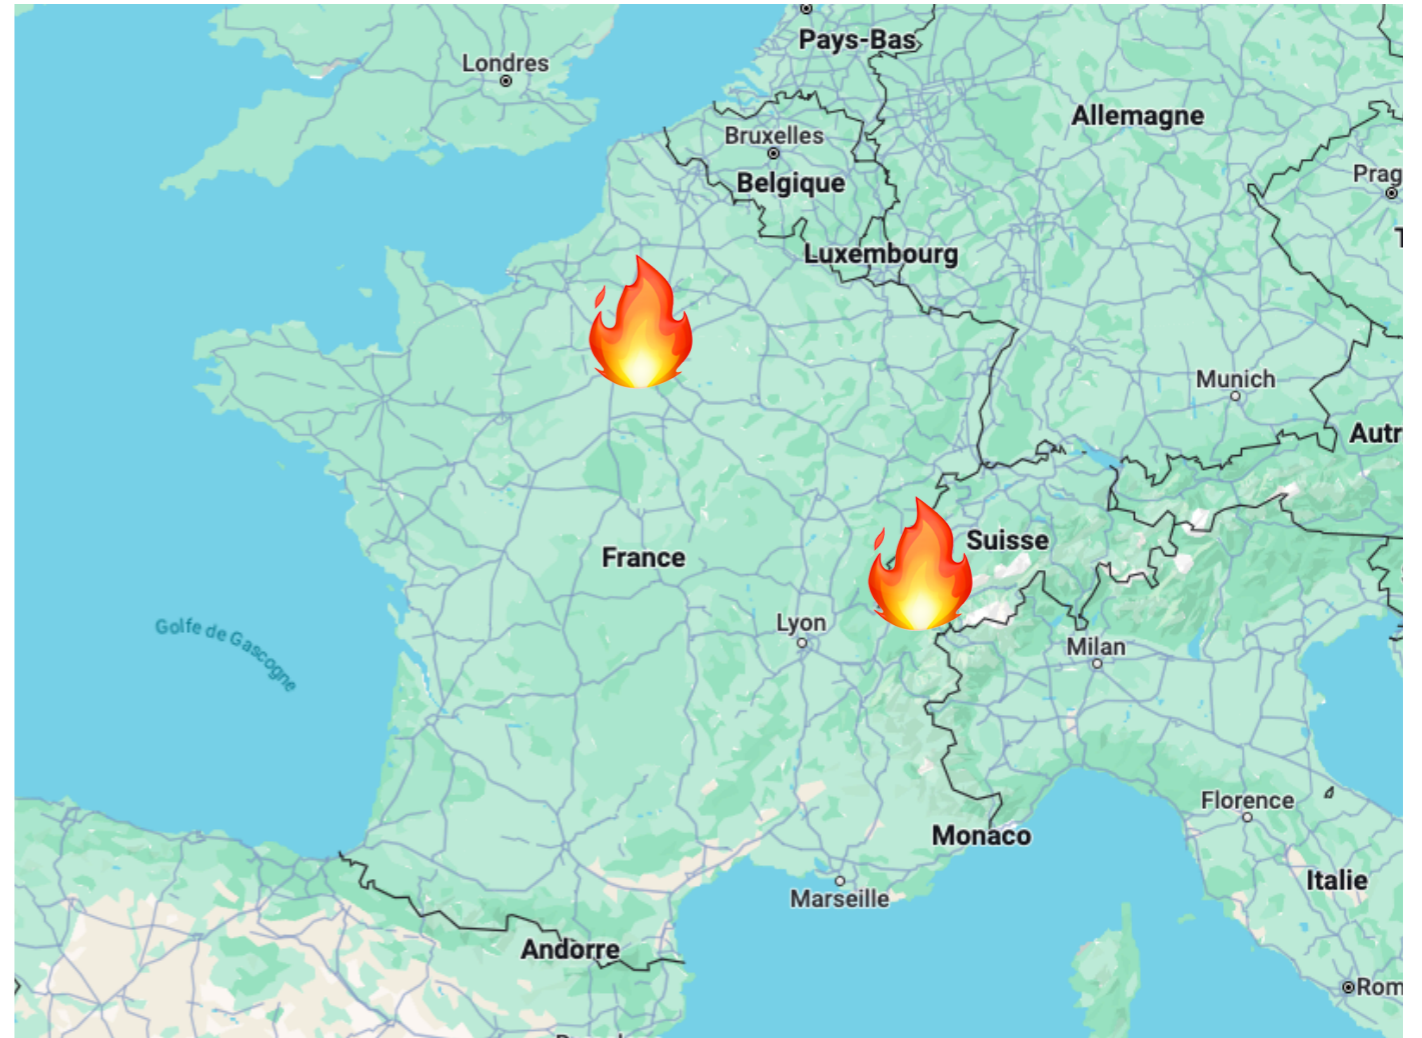 Pays-Bas
Londres
Allemagne
Bruxelles
Prag
Belgique
Luxembourg
T
Munich
Autr
Suisse
France
Golfe de Gascogne
Lyon
Milan
Florence
Monaco
Italie
Marseille
Andorre
Rom